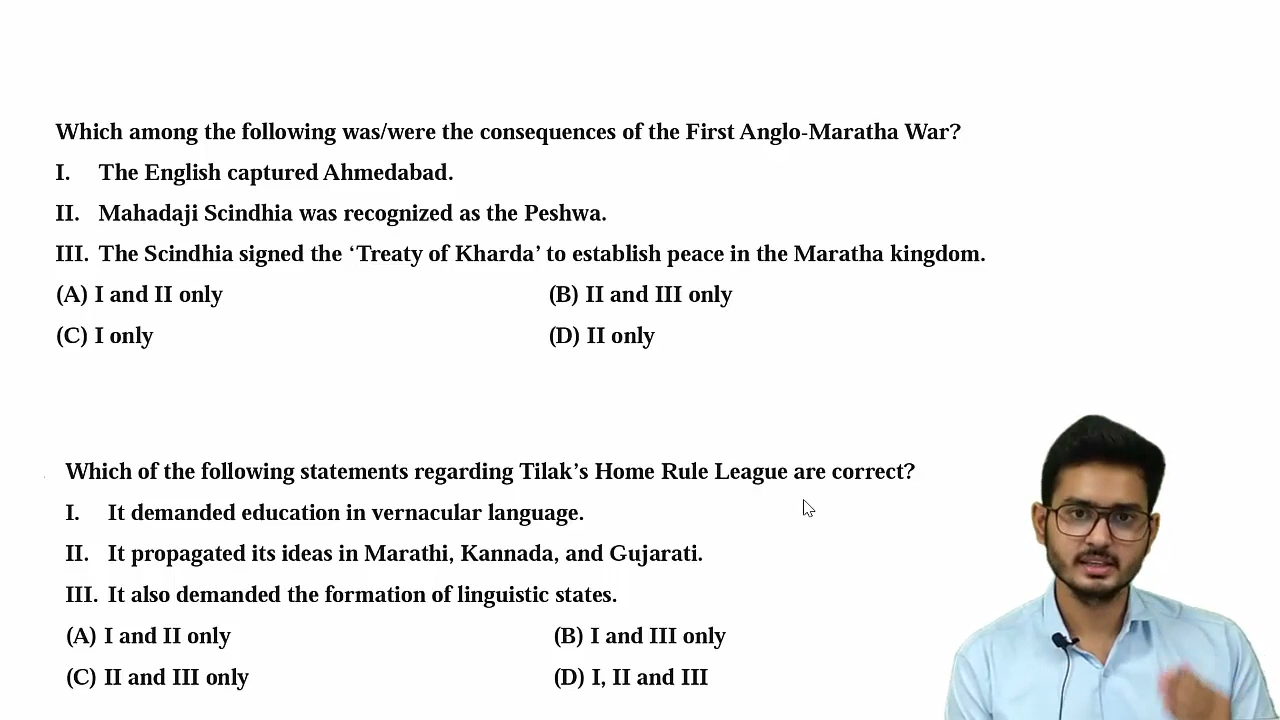 Which among the following was/were the consequences of the First Anglo-Maratha War?
I. The English captured Ahmedabad.
II. Mahadaji Scindhia was recognized as the Peshwa.
III. The Scindhia signed the ‘Treaty of Kharda’ to establish peace in the Maratha kingdom.
(A) I and II only (B) II and III only
(C) I only (D) II only
Which of the following statements regarding Tilak’s Home Rule League are correct?
I. It demanded education in vernacular language.
II. It propagated its ideas in Marathi, Kannada, and Gujarati.
III. It also demanded the formation of linguistic states.
(A) I and II only (B) I and III only
(C) II and III only (D) I, II and III